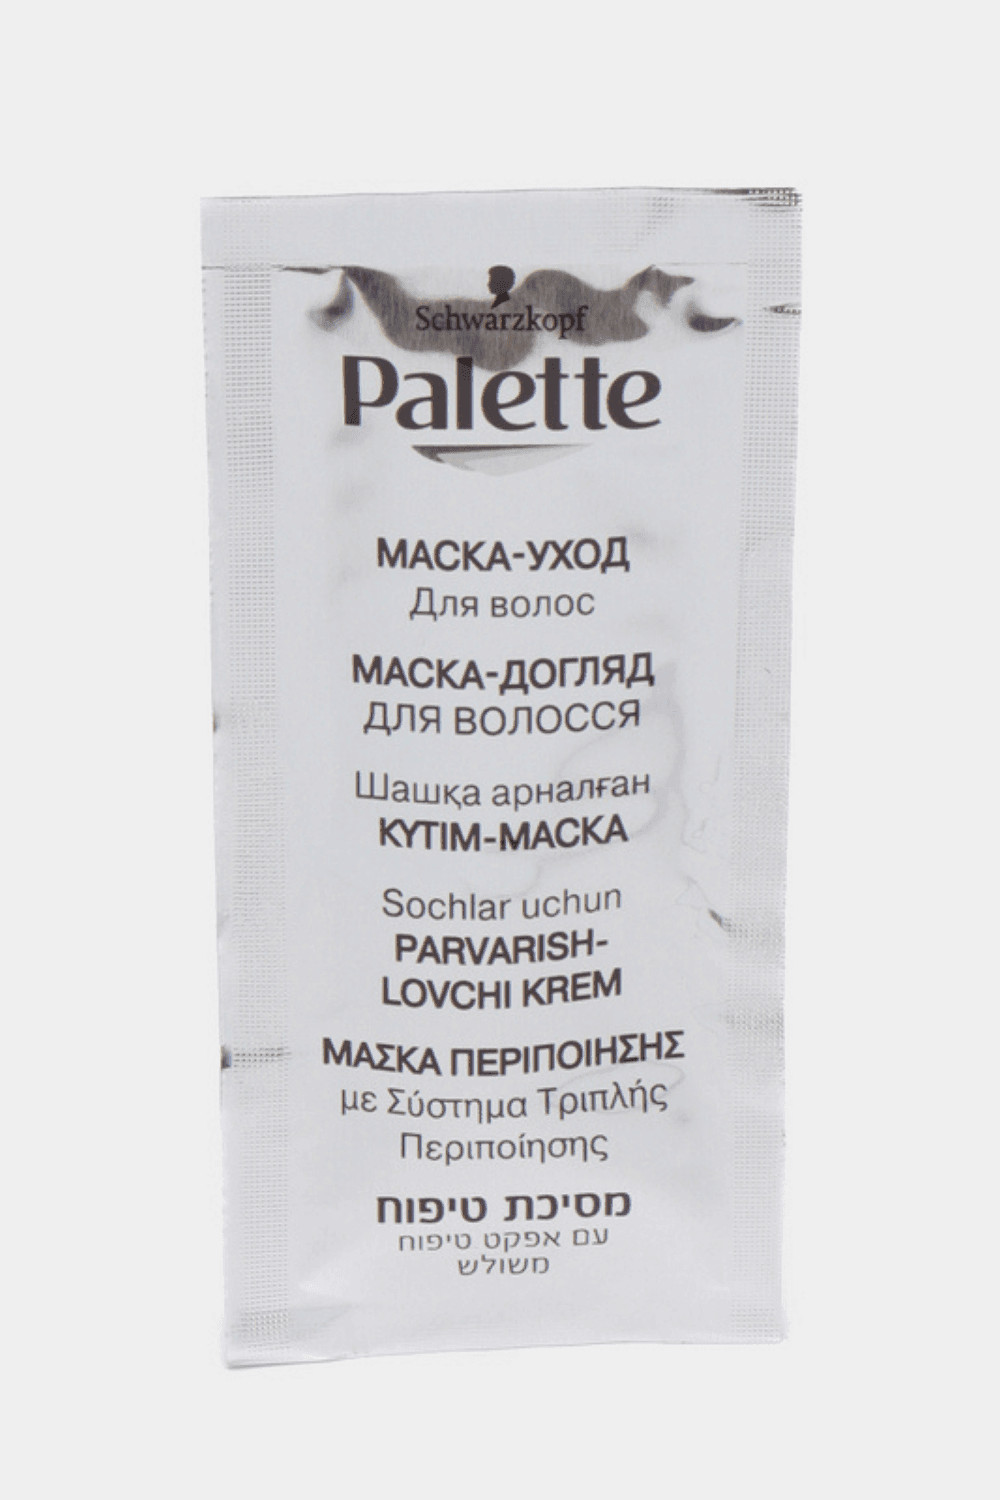 Schwarzkopf
Palette
МАСКА-УХОД
Для волос
МАСКА-ДОГЛЯД
ДЛЯ ВОЛОССЯ
Шашқа арналған
КҮТІМ-МАСКА
Sochlar uchun
PARVARISH-
LOVCHI KREM
ΜΑΣΚΑ ΠΕΡΙΠΟΙΗΣΗΣ
με Σύστημα Τριπλής
Περιποίησης
מסיכת טיפוח
עם אפקט טיפוח
משולש